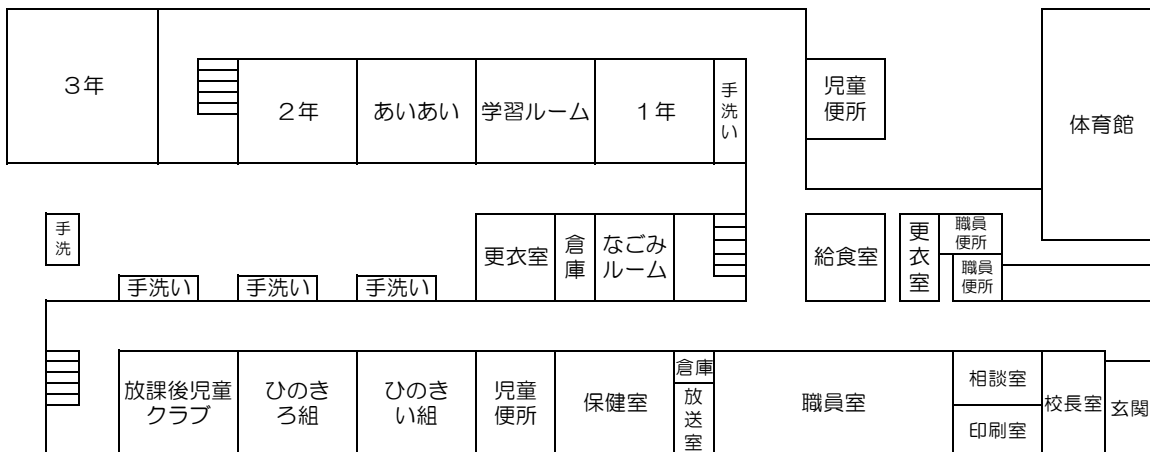 ３年
２年
あいあい
学習ルーム
１年
手洗い
児童
便所
体育館
手洗
更衣室
倉庫
なごみ
ルーム
給食室
更衣室
職員
便所
職員
便所
手洗い
手洗い
手洗い
放課後児童
クラブ
ひのき
ろ組
ひのき
い組
児童
便所
保健室
倉庫
放送室
職員室
相談室
印刷室
校長室
玄関